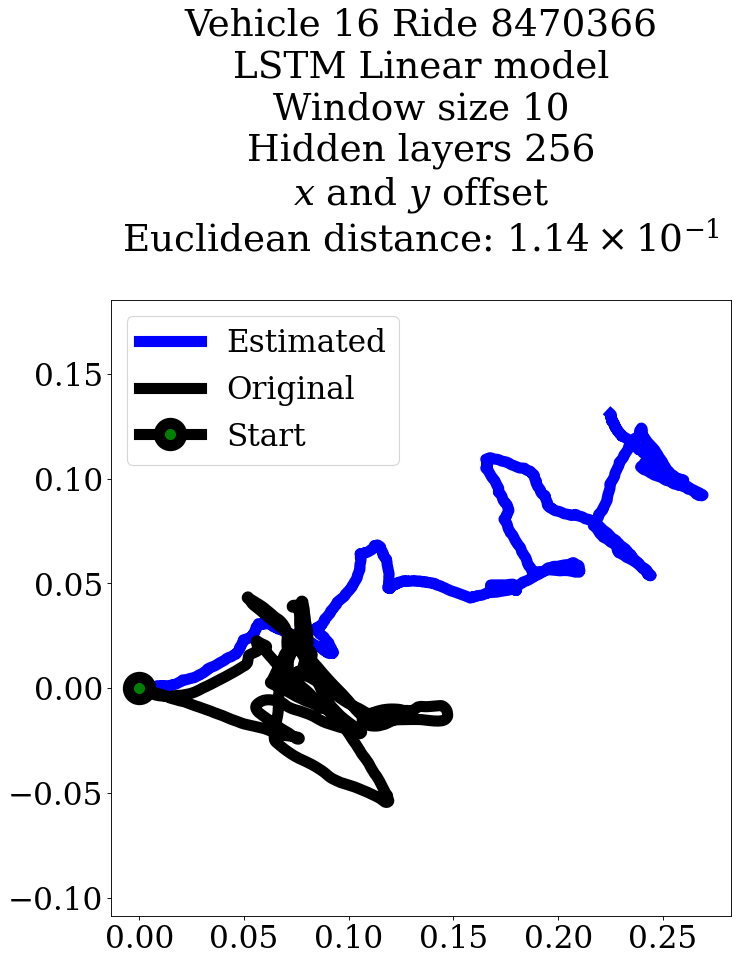 Vehicle 16 Ride 8470366
LSTM Linear model
Window size 10
Hidden layers 256
x and y offset
Euclidean distance: 1.14 × 10⁻¹
Estimated
Original
Start
0.15
0.10
0.05
0.00
−0.05
−0.10
0.00 0.05 0.10 0.15 0.20 0.25